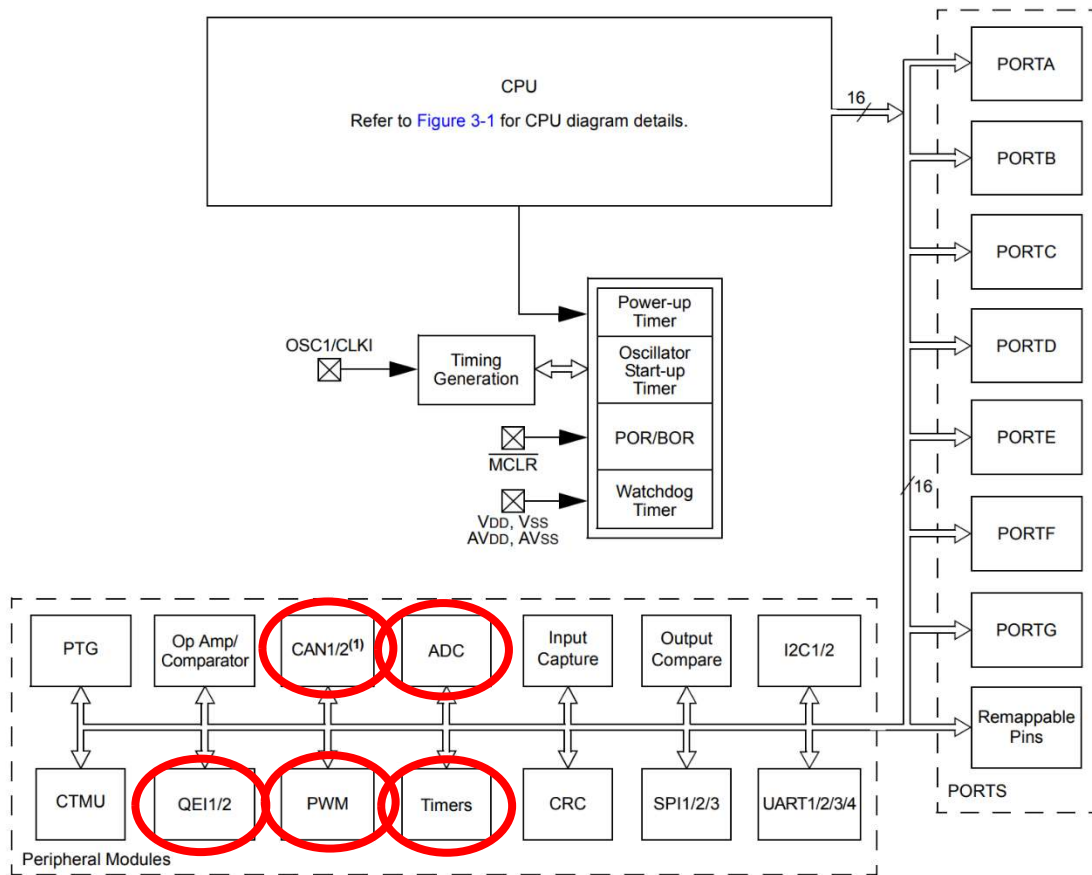 CPU
Refer to Figure 3-1 for CPU diagram details.
16
PORTA
PORTB
PORTC
PORTD
PORTE
16
PORTF
PORTG
Remappable
Pins
PORTS
Power-up
Timer
OSC1/CLKI
Timing
Generation
Oscillator
Start-up
Timer
POR/BOR
MCLR
Watchdog
Timer
VDD, VSS
AVDD, AVSS
PTG
Op Amp/
Comparator
CAN1/2(1)
ADC
Input
Capture
Output
Compare
I2C1/2
CTMU
QEI1/2
PWM
Timers
CRC
SPI1/2/3
UART1/2/3/4
Peripheral Modules